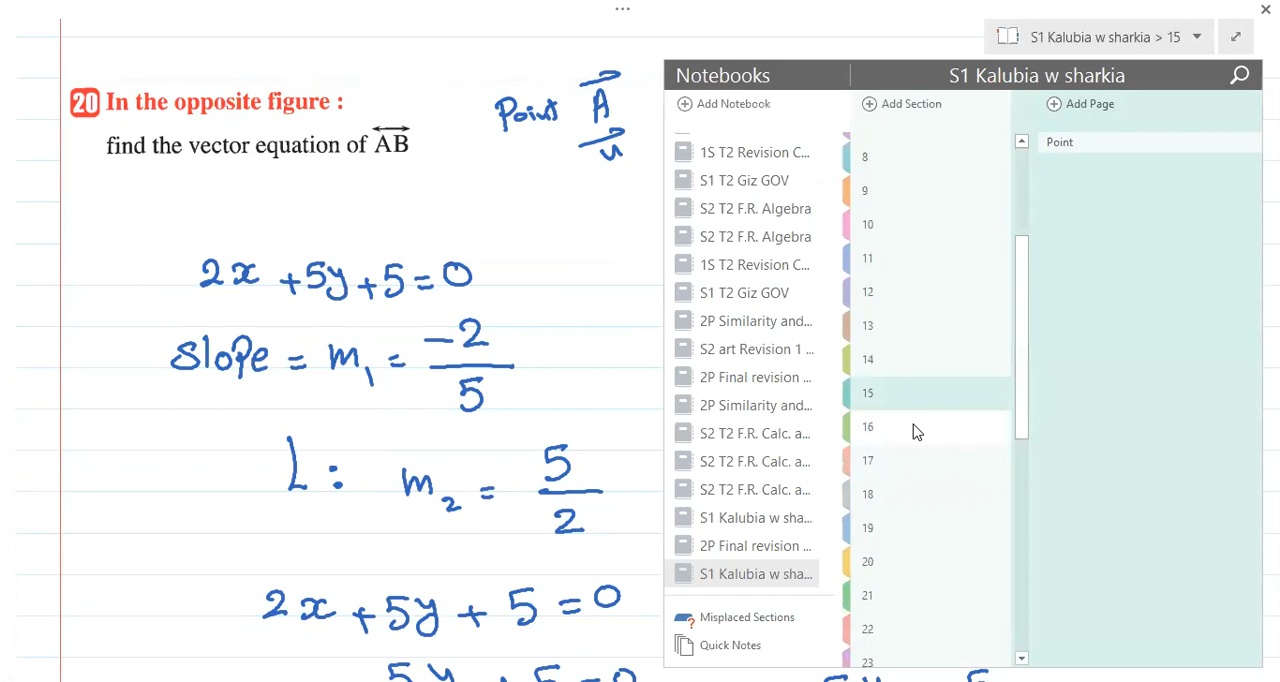 ...
S1 Kalubia w sharkia > 15
20 In the opposite figure :
find the vector equation of AB
Point A
u
2x + 5y + 5 = 0
slope = m₁ = -2/5
L : m₂ = 5/2
2x + 5y + 5 = 0
Notebooks
S1 Kalubia w sharkia
Add Notebook
Add Section
Add Page
1S T2 Revision C...
S1 T2 Giz GOV
S2 T2 F.R. Algebra
S2 T2 F.R. Algebra
1S T2 Revision C...
S1 T2 Giz GOV
2P Similarity and...
S2 art Revision 1 ...
2P Final revision ...
2P Similarity and...
S2 T2 F.R. Calc. a...
S2 T2 F.R. Calc. a...
S2 T2 F.R. Calc. a...
S1 Kalubia w sha...
2P Final revision ...
S1 Kalubia w sha...
Misplaced Sections
Quick Notes
8
9
10
11
12
13
14
15
16
17
18
19
20
21
22
23
Point